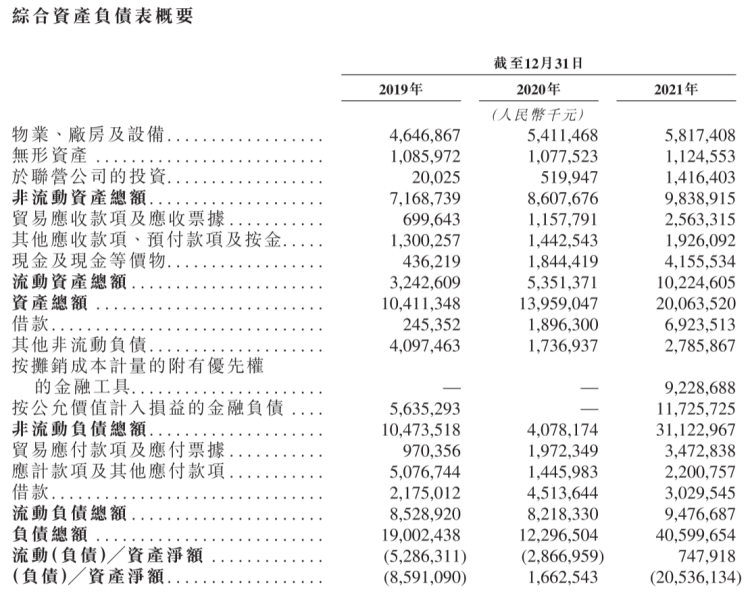 綜合資產負債表概要
截至12月31日
2019年 2020年 2021年
(人民幣千元)
物業、廠房及設備.................. 4,646,867 5,411,468 5,817,408
無形資產.......................... 1,085,972 1,077,523 1,124,553
於聯營公司的投資.................. 20,025 519,947 1,416,403
非流動資產總額.................... 7,168,739 8,607,676 9,838,915
貿易應收款項及應收票據............ 699,643 1,157,791 2,563,315
其他應收款項、預付款項及按金..... 1,300,257 1,442,543 1,926,092
現金及現金等價物.................. 436,219 1,844,419 4,155,534
流動資產總額...................... 3,242,609 5,351,371 10,224,605
資產總額.......................... 10,411,348 13,959,047 20,063,520
借款.............................. 245,352 1,896,300 6,923,513
其他非流動負債.................... 4,097,463 1,736,937 2,785,867
按攤銷成本計量的附有優先權
的金融工具...................... — — 9,228,688
按公允價值計入損益的金融負債 .... 5,635,293 — 11,725,725
非流動負債總額.................... 10,473,518 4,078,174 31,122,967
貿易應付款項及應付票據............ 970,356 1,972,349 3,472,838
應計款項及其他應付款項............ 5,076,744 1,445,983 2,200,757
借款.............................. 2,175,012 4,513,644 3,029,545
流動負債總額...................... 8,528,920 8,218,330 9,476,687
負債總額.......................... 19,002,438 12,296,504 40,599,654
流動(負債)／資產淨額 ............. (5,286,311) (2,866,959) 747,918
(負債)／資產淨額.................. (8,591,090) 1,662,543 (20,536,134)